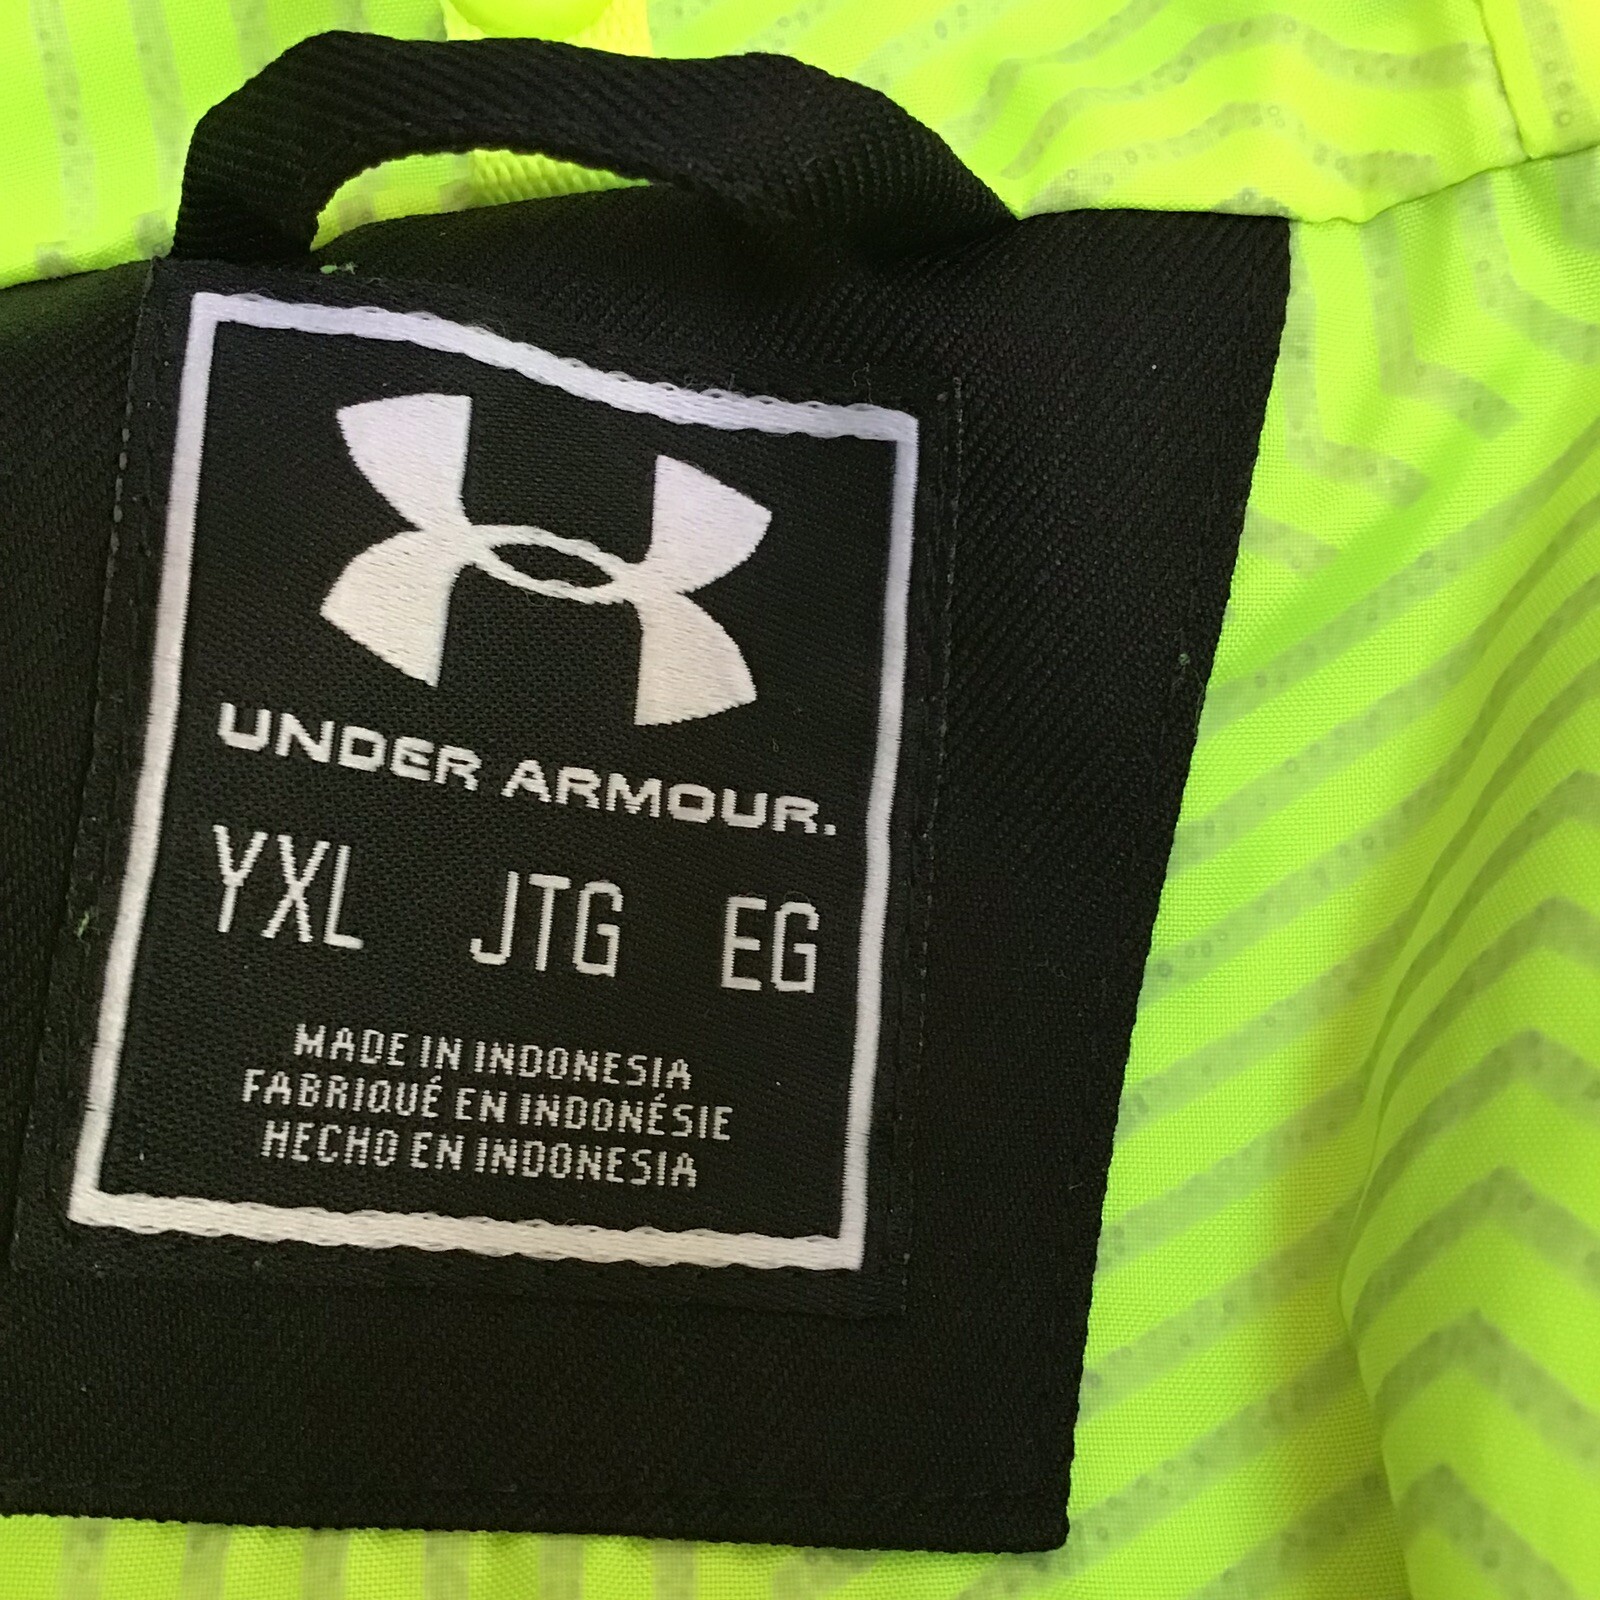 UNDER ARMOUR.
YXL JTG EG
MADE IN INDONESIA
FABRIQUÉ EN INDONÉSIE
HECHO EN INDONESIA